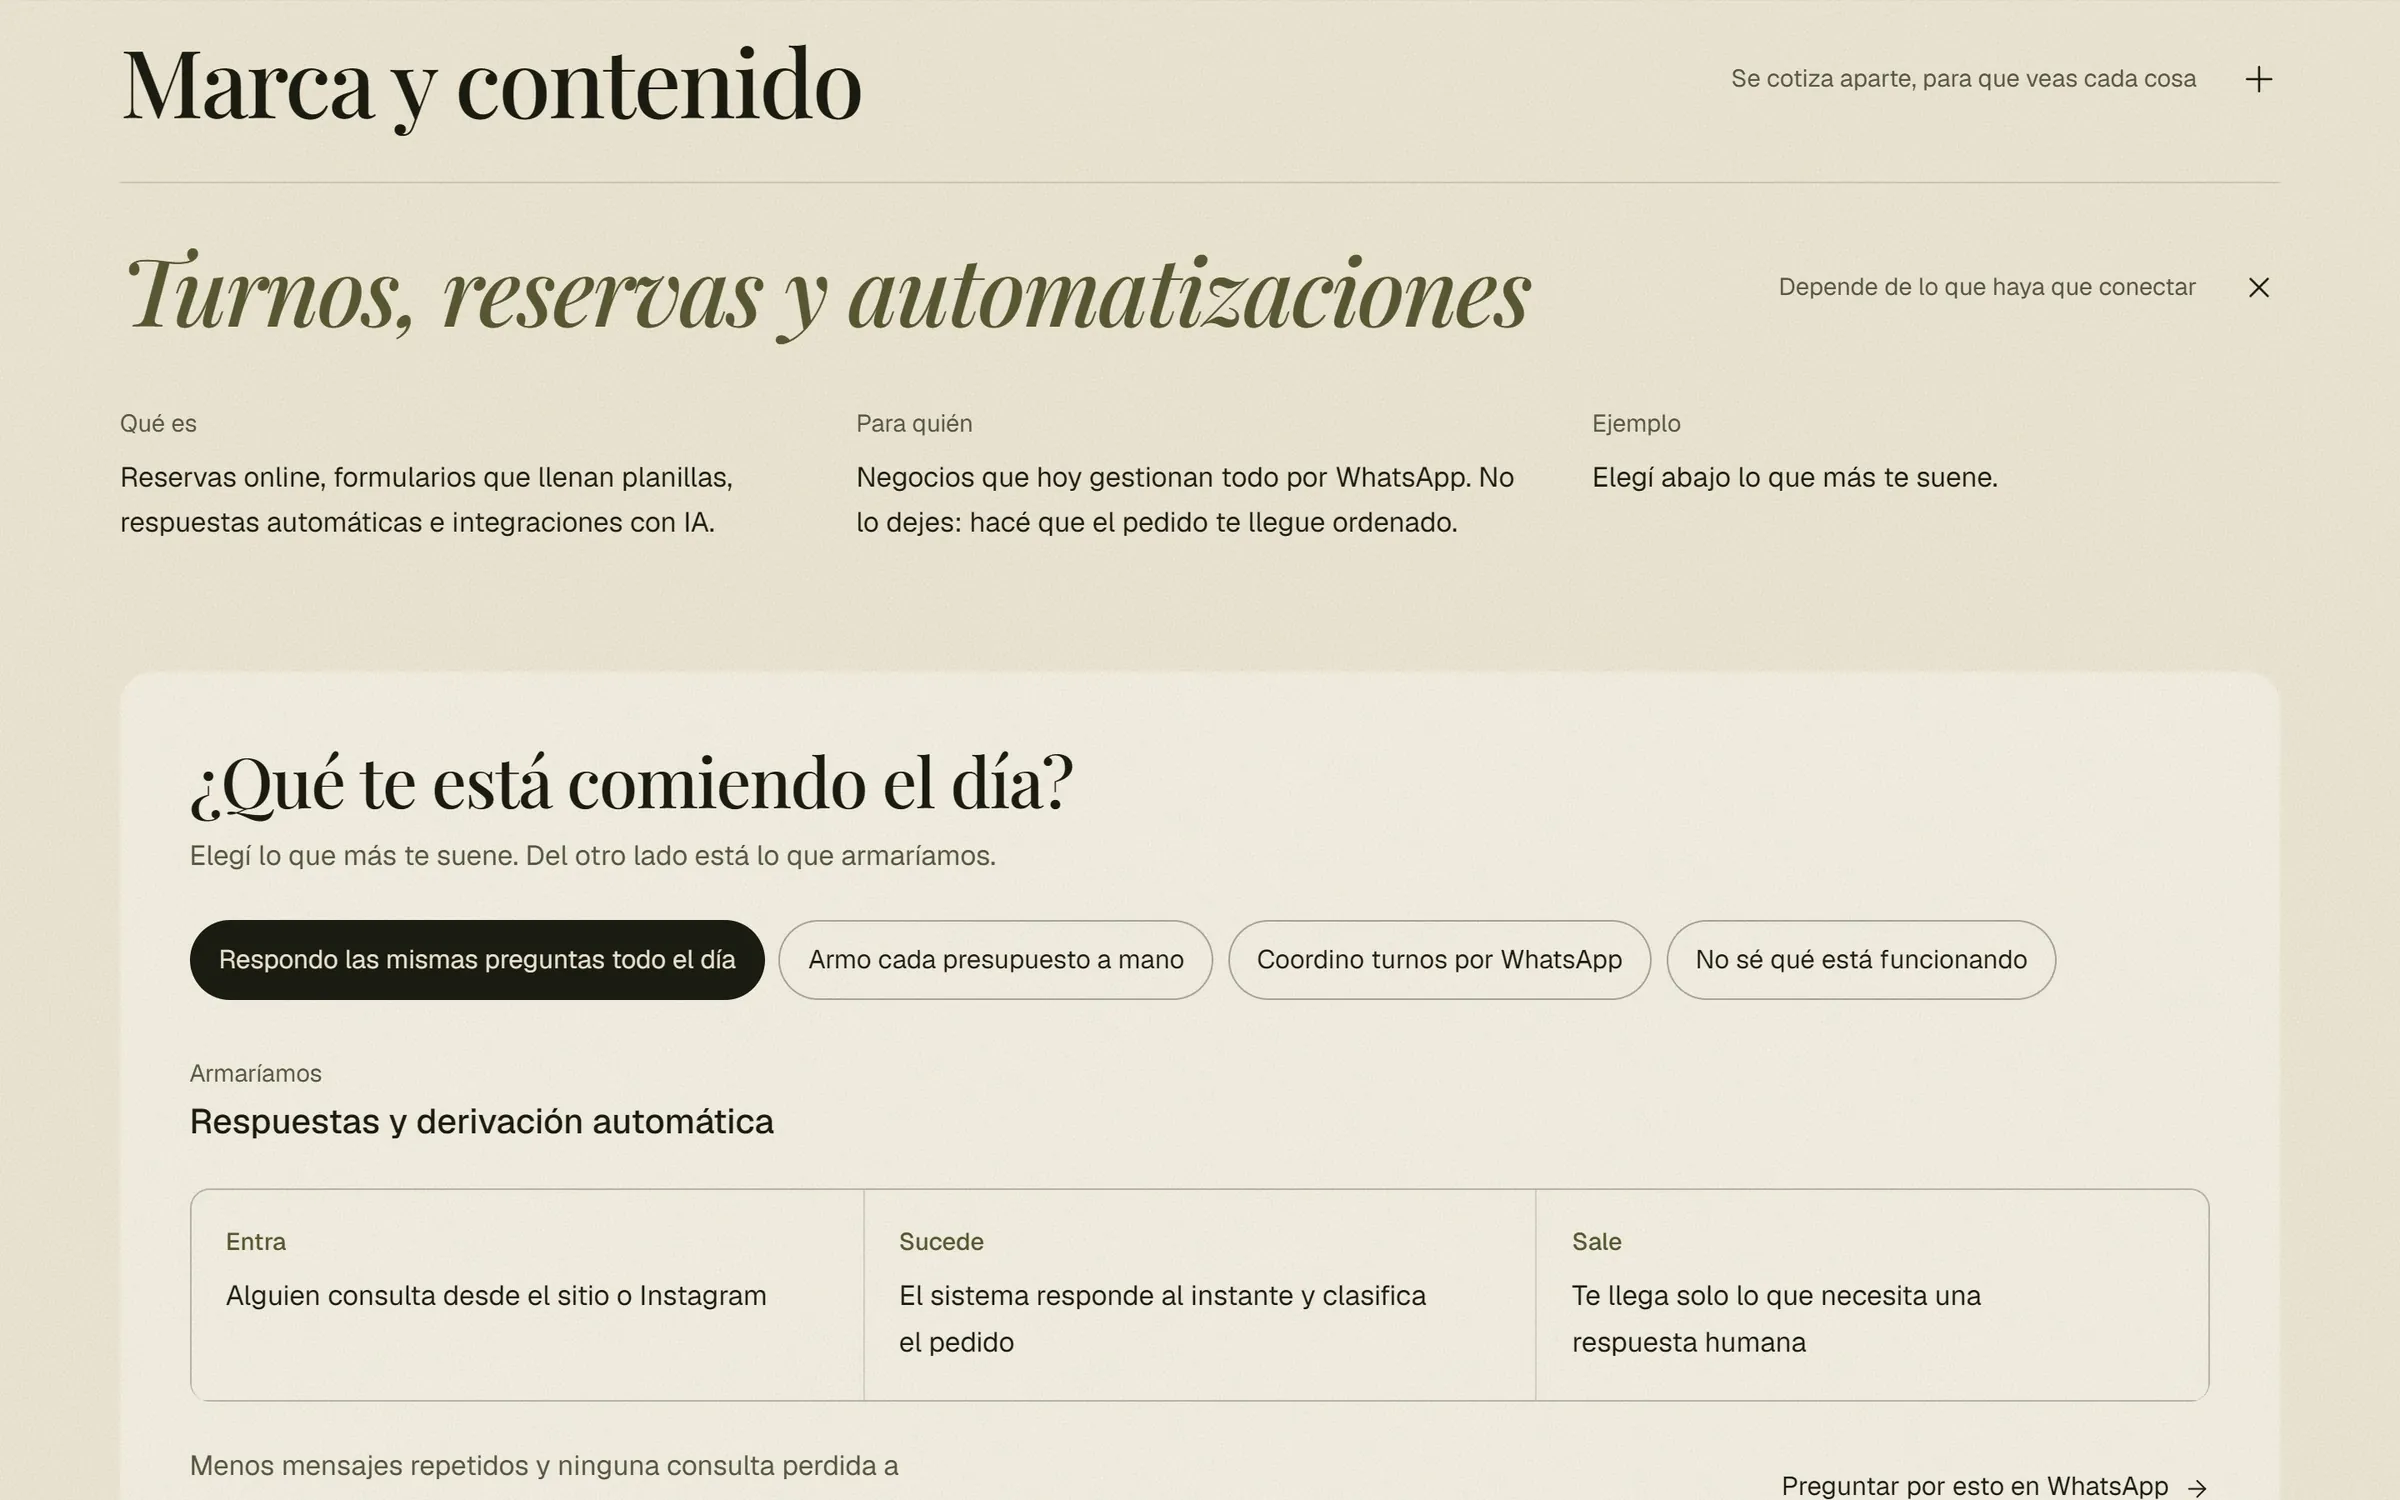 Marca y contenido
Se cotiza aparte, para que veas cada cosa
Turnos, reservas y automatizaciones
Depende de lo que haya que conectar
Qué es
Reservas online, formularios que llenan planillas,
respuestas automáticas e integraciones con IA.
Para quién
Negocios que hoy gestionan todo por WhatsApp. No
lo dejes: hacé que el pedido te llegue ordenado.
Ejemplo
Elegí abajo lo que más te suene.
¿Qué te está comiendo el día?
Elegí lo que más te suene. Del otro lado está lo que armaríamos.
Respondo las mismas preguntas todo el día
Armo cada presupuesto a mano
Coordino turnos por WhatsApp
No sé qué está funcionando
Armaríamos
Respuestas y derivación automática
Entra
Alguien consulta desde el sitio o Instagram
Sucede
El sistema responde al instante y clasifica
el pedido
Sale
Te llega solo lo que necesita una
respuesta humana
Menos mensajes repetidos y ninguna consulta perdida a
Preguntar por esto en WhatsApp →